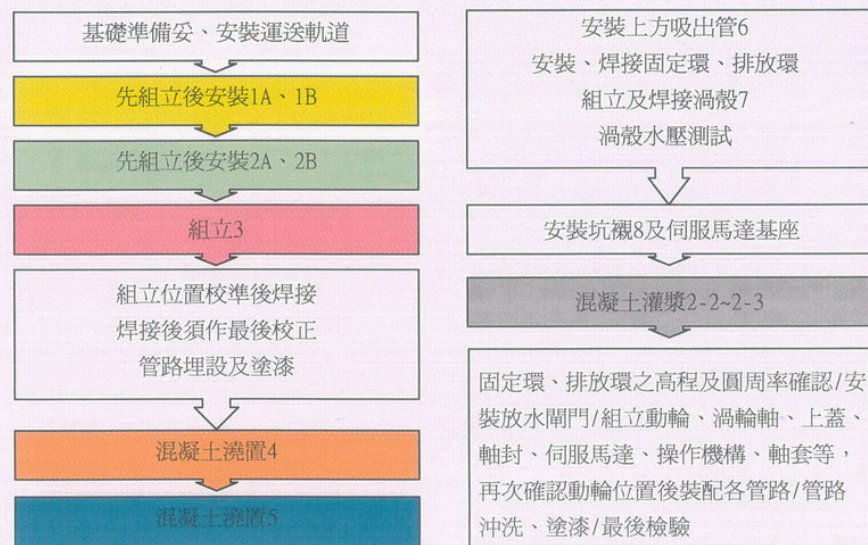 基礎準備妥、安裝運送軌道
先組立後安裝1A、1B
先組立後安裝2A、2B
組立3
組立位置校準後焊接
焊接後須作最後校正
管路埋設及塗漆
混凝土澆置4
混凝土澆置5
安裝上方吸出管6
安裝、焊接固定環、排放環
組立及焊接渦殼7
渦殼水壓測試
安裝坑襯8及伺服馬達基座
混凝土灌漿2-2~2-3
固定環、排放環之高程及圓周率確認/安
裝放水閘門/組立動輪、渦輪軸、上蓋、
軸封、伺服馬達、操作機構、軸套等，
再次確認動輪位置後裝配各管路/管路
沖洗、塗漆/最後檢驗